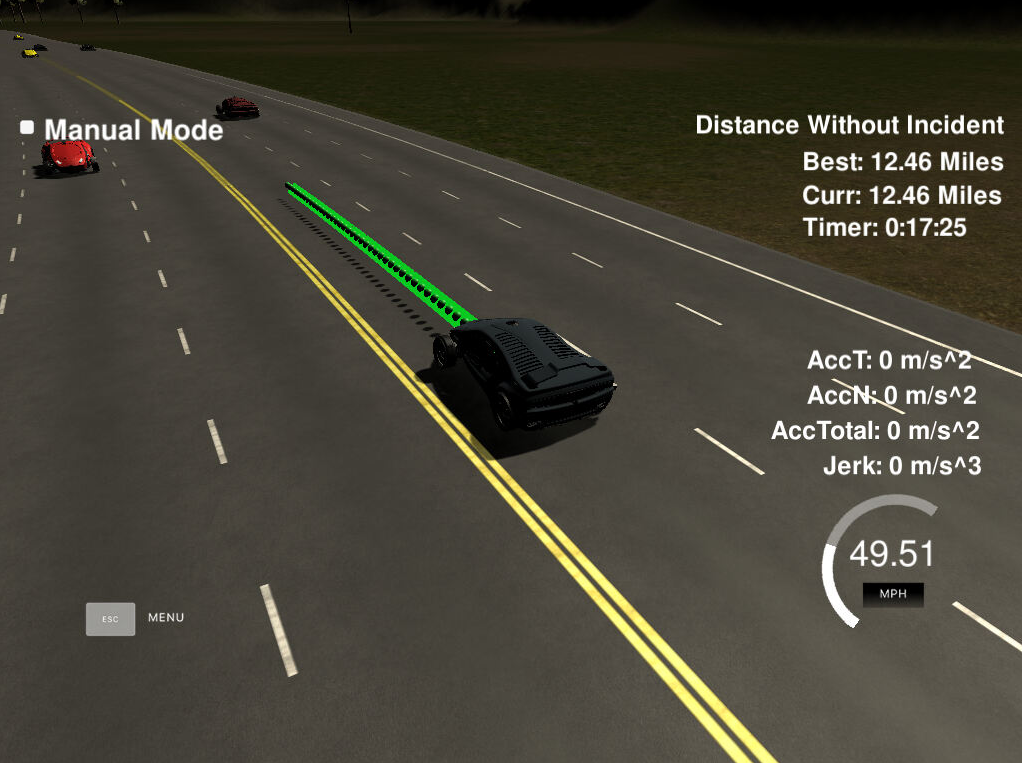 Manual Mode
Distance Without Incident
Best: 12.46 Miles
Curr: 12.46 Miles
Timer: 0:17:25
AccT: 0 m/s^2
AccN: 0 m/s^2
AccTotal: 0 m/s^2
Jerk: 0 m/s^3
49.51
MPH
ESC MENU